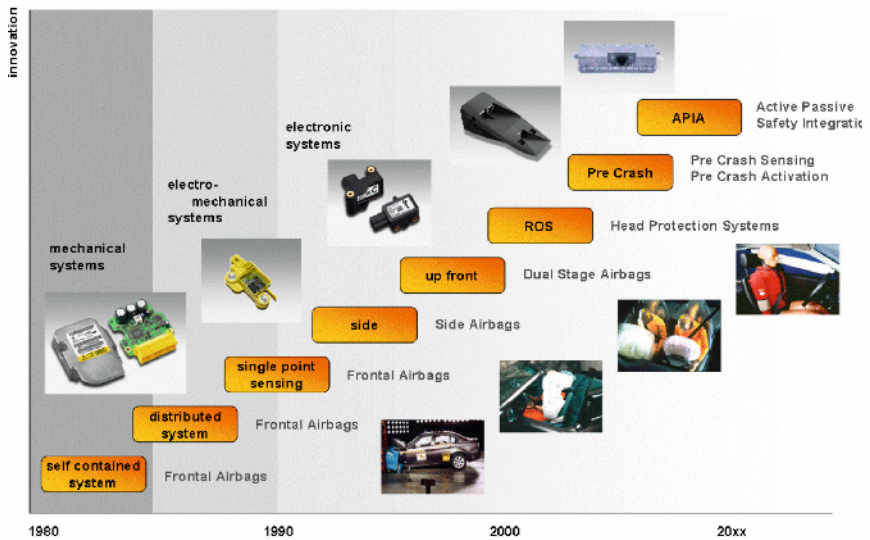 innovation
electronic
systems
electro-
mechanical
systems
mechanical
systems
APIA
Active Passive
Safety Integratio
Pre Crash
Pre Crash Sensing
Pre Crash Activation
ROS
Head Protection Systems
up front
Dual Stage Airbags
side
Side Airbags
single point
sensing
Frontal Airbags
distributed
system
Frontal Airbags
self contained
system
Frontal Airbags
1980
1990
2000
20xx